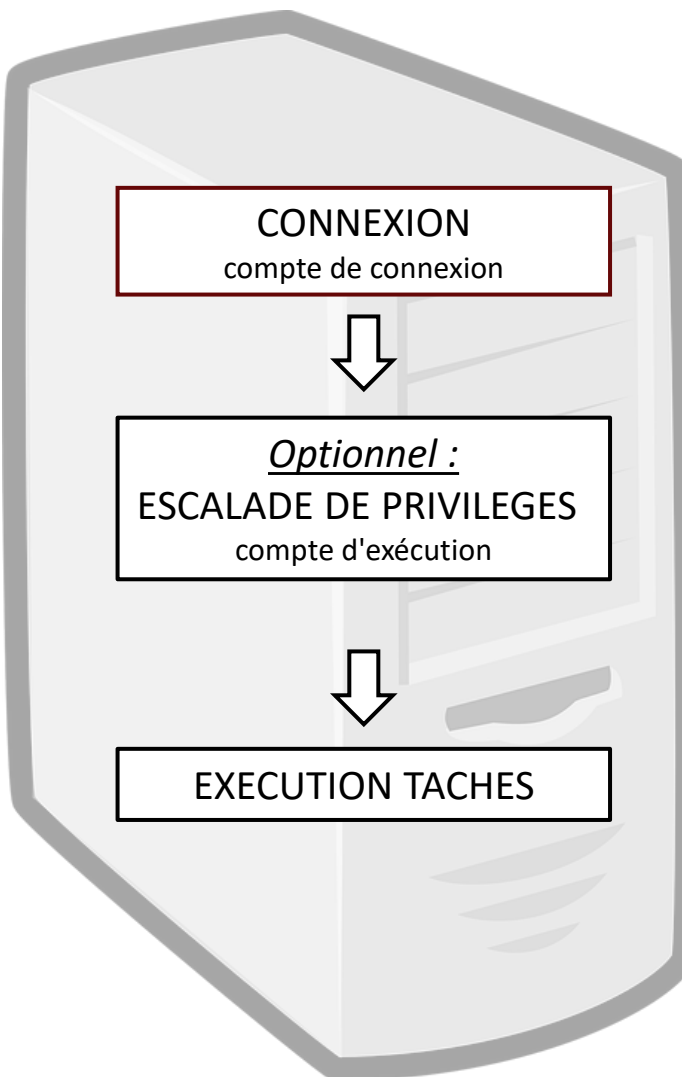 CONNEXION
compte de connexion
Optionnel :
ESCALADE DE PRIVILEGES
compte d'exécution
EXECUTION TACHES